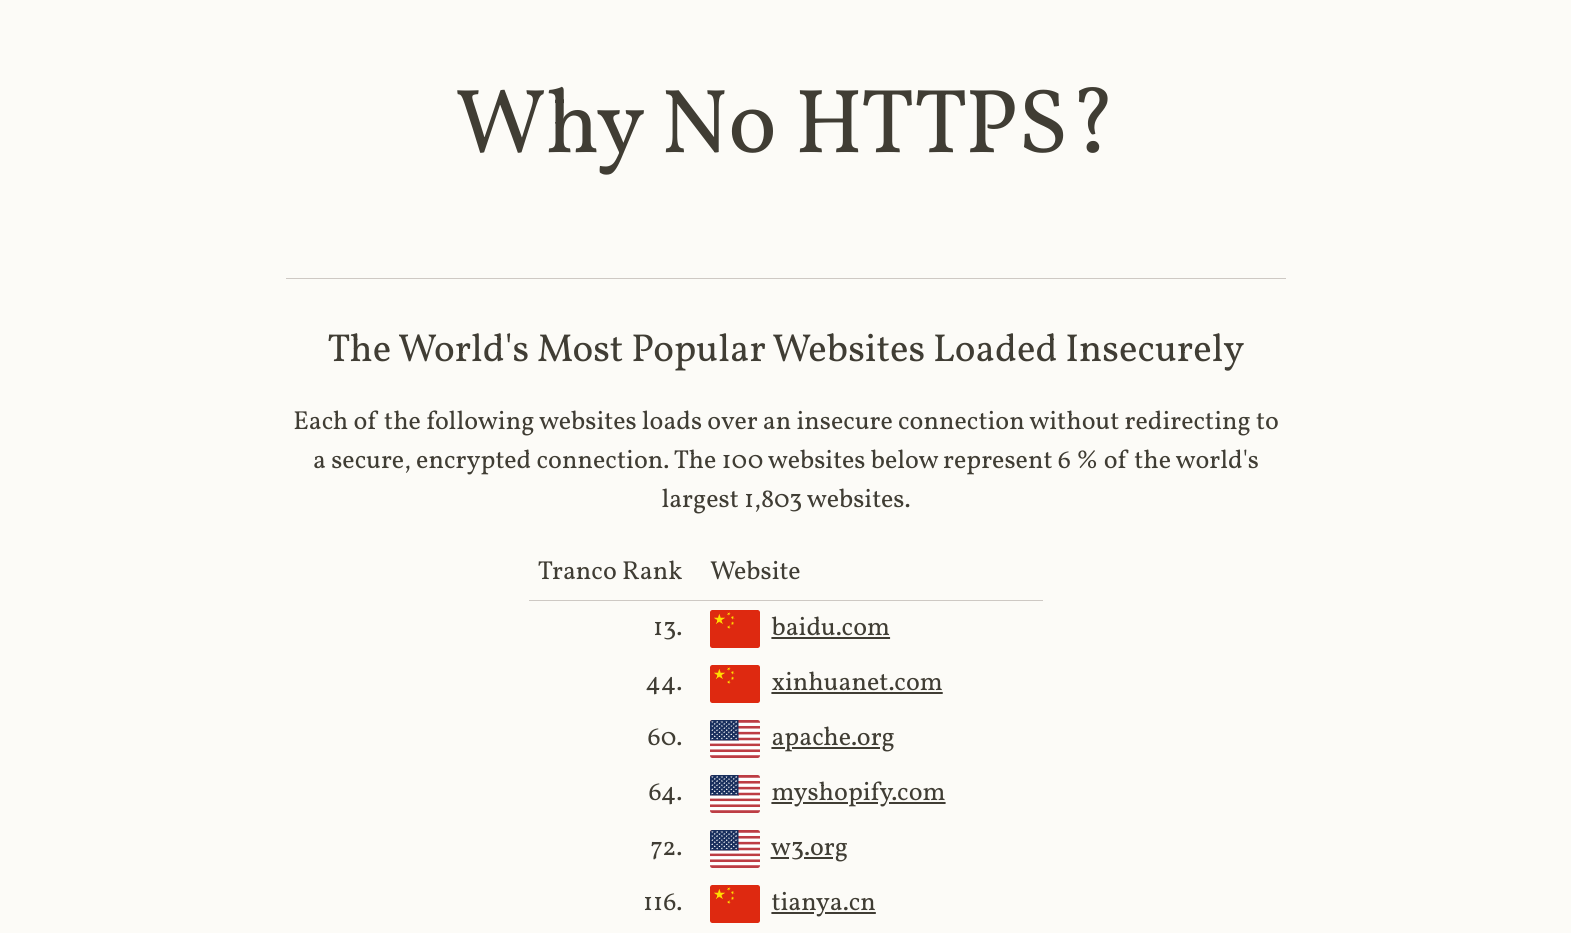 Why No HTTPS?
The World's Most Popular Websites Loaded Insecurely
Each of the following websites loads over an insecure connection without redirecting to
a secure, encrypted connection. The 100 websites below represent 6 % of the world's
largest 1,803 websites.
Tranco Rank Website
13. baidu.com
44. xinhuanet.com
60. apache.org
64. myshopify.com
72. w3.org
116. tianya.cn